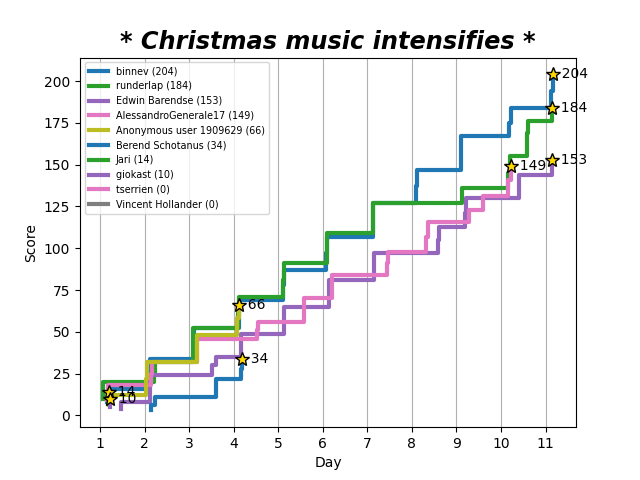 * Christmas music intensifies *
binnev (204)
runderlap (184)
Edwin Barendse (153)
AlessandroGenerale17 (149)
Anonymous user 1909629 (66)
Berend Schotanus (34)
Jari (14)
giokast (10)
tserrien (0)
Vincent Hollander (0)
204
184
153
149
66
34
14
10
Score
200
175
150
125
100
75
50
25
0
1 2 3 4 5 6 7 8 9 10 11
Day